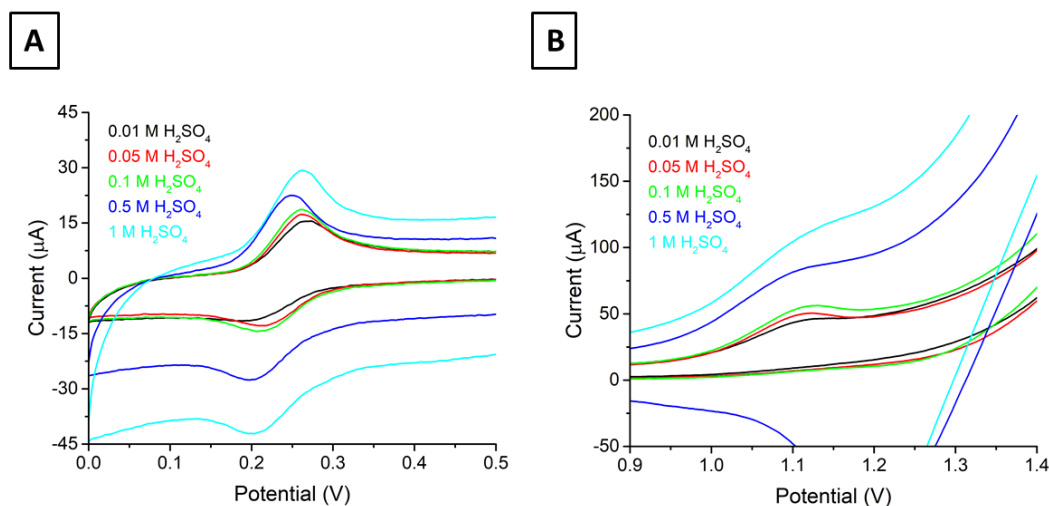 A
45
30
15
0
-15
-30
-45
Current (μA)
0.01 M H₂SO₄
0.05 M H₂SO₄
0.1 M H₂SO₄
0.5 M H₂SO₄
1 M H₂SO₄
0.0 0.1 0.2 0.3 0.4 0.5
Potential (V)
B
200
150
100
50
0
-50
Current (μA)
0.01 M H₂SO₄
0.05 M H₂SO₄
0.1 M H₂SO₄
0.5 M H₂SO₄
1 M H₂SO₄
0.9 1.0 1.1 1.2 1.3 1.4
Potential (V)